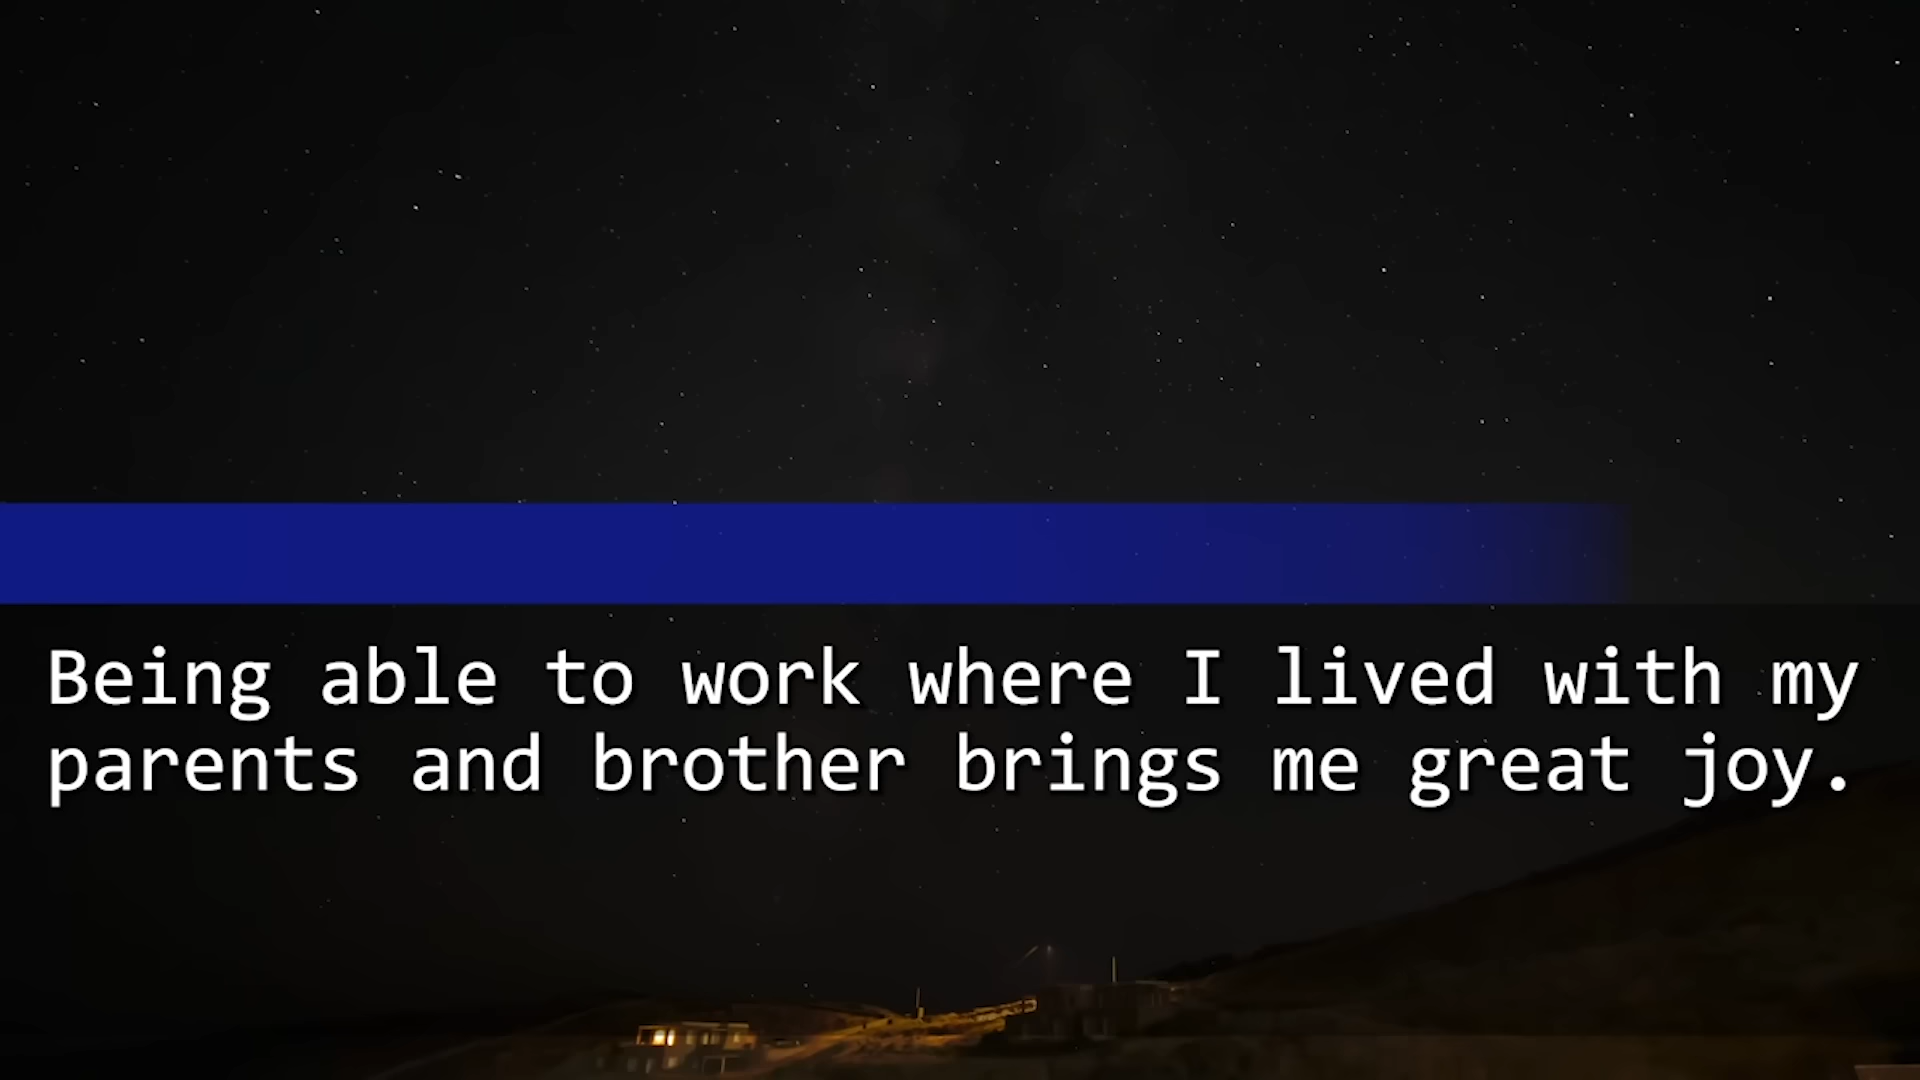 Being able to work where I lived with my
parents and brother brings me great joy.